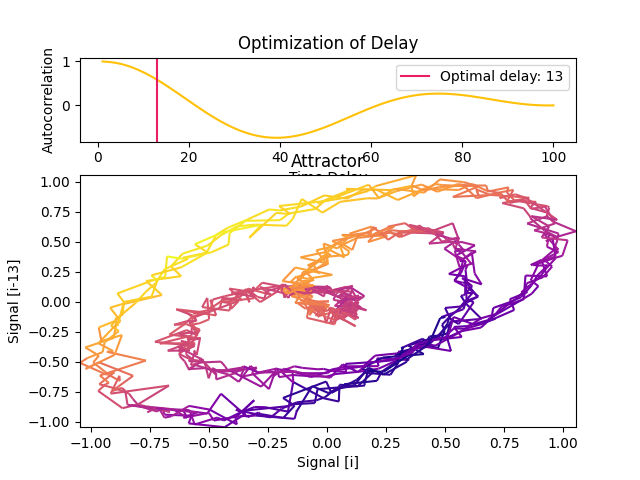 Optimization of Delay
Autocorrelation
1
0
Optimal delay: 13
0 20 40 60 80 100
Attractor
Signal [i-13]
1.00
0.75
0.50
0.25
0.00
−0.25
−0.50
−0.75
−1.00
−1.00 −0.75 −0.50 −0.25 0.00 0.25 0.50 0.75 1.00
Signal [i]